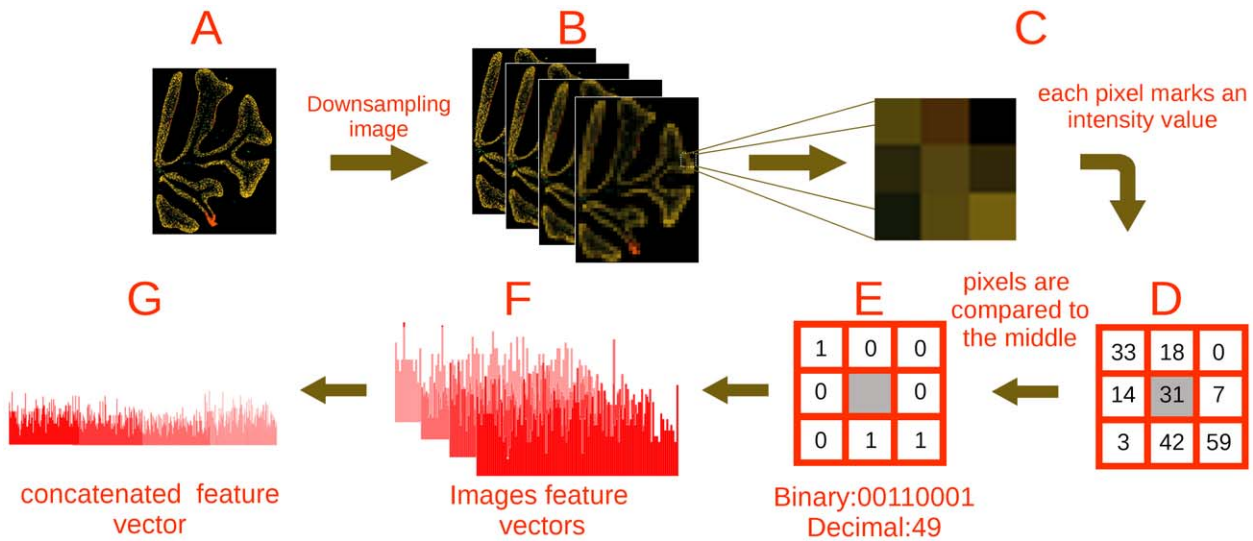 A
B
C
Downsampling
image
each pixel marks an
intensity value
G
F
E
pixels are
compared to
the middle
D
1 0 0
0 0
0 1 1
33 18 0
14 31 7
3 42 59
concatenated feature
vector
Images feature
vectors
Binary:00110001
Decimal:49